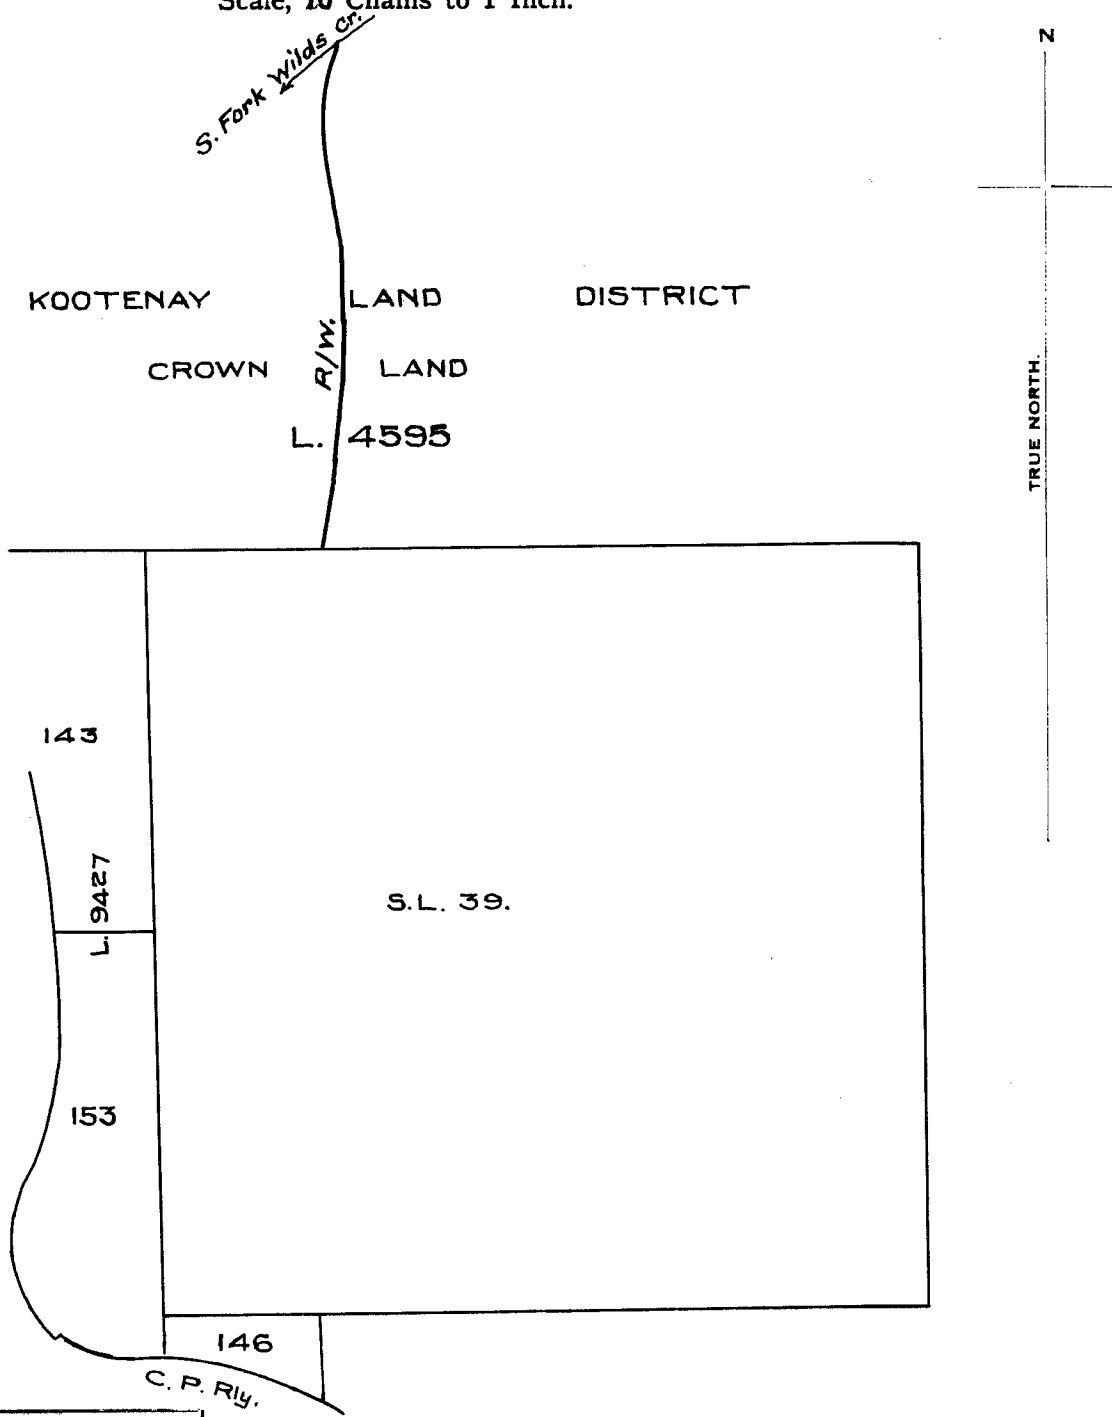 Scale, 20 Chains to 1 Inch.
S. Fork Wilds Cr.
N
KOOTENAY LAND DISTRICT
R/W.
CROWN LAND
TRUE NORTH.
L. 4595
143
L. 9427
S.L. 39.
153
146
C. P. Rly.